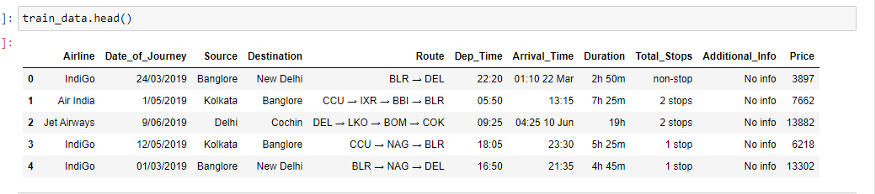 ]: train_data.head()
]:
Airline Date_of_Journey Source Destination Route Dep_Time Arrival_Time Duration Total_Stops Additional_Info Price
0 IndiGo 24/03/2019 Banglore New Delhi BLR → DEL 22:20 01:10 22 Mar 2h 50m non-stop No info 3897
1 Air India 1/05/2019 Kolkata Banglore CCU → IXR → BBI → BLR 05:50 13:15 7h 25m 2 stops No info 7662
2 Jet Airways 9/06/2019 Delhi Cochin DEL → LKO → BOM → COK 09:25 04:25 10 Jun 19h 2 stops No info 13882
3 IndiGo 12/05/2019 Kolkata Banglore CCU → NAG → BLR 18:05 23:30 5h 25m 1 stop No info 6218
4 IndiGo 01/03/2019 Banglore New Delhi BLR → NAG → DEL 16:50 21:35 4h 45m 1 stop No info 13302